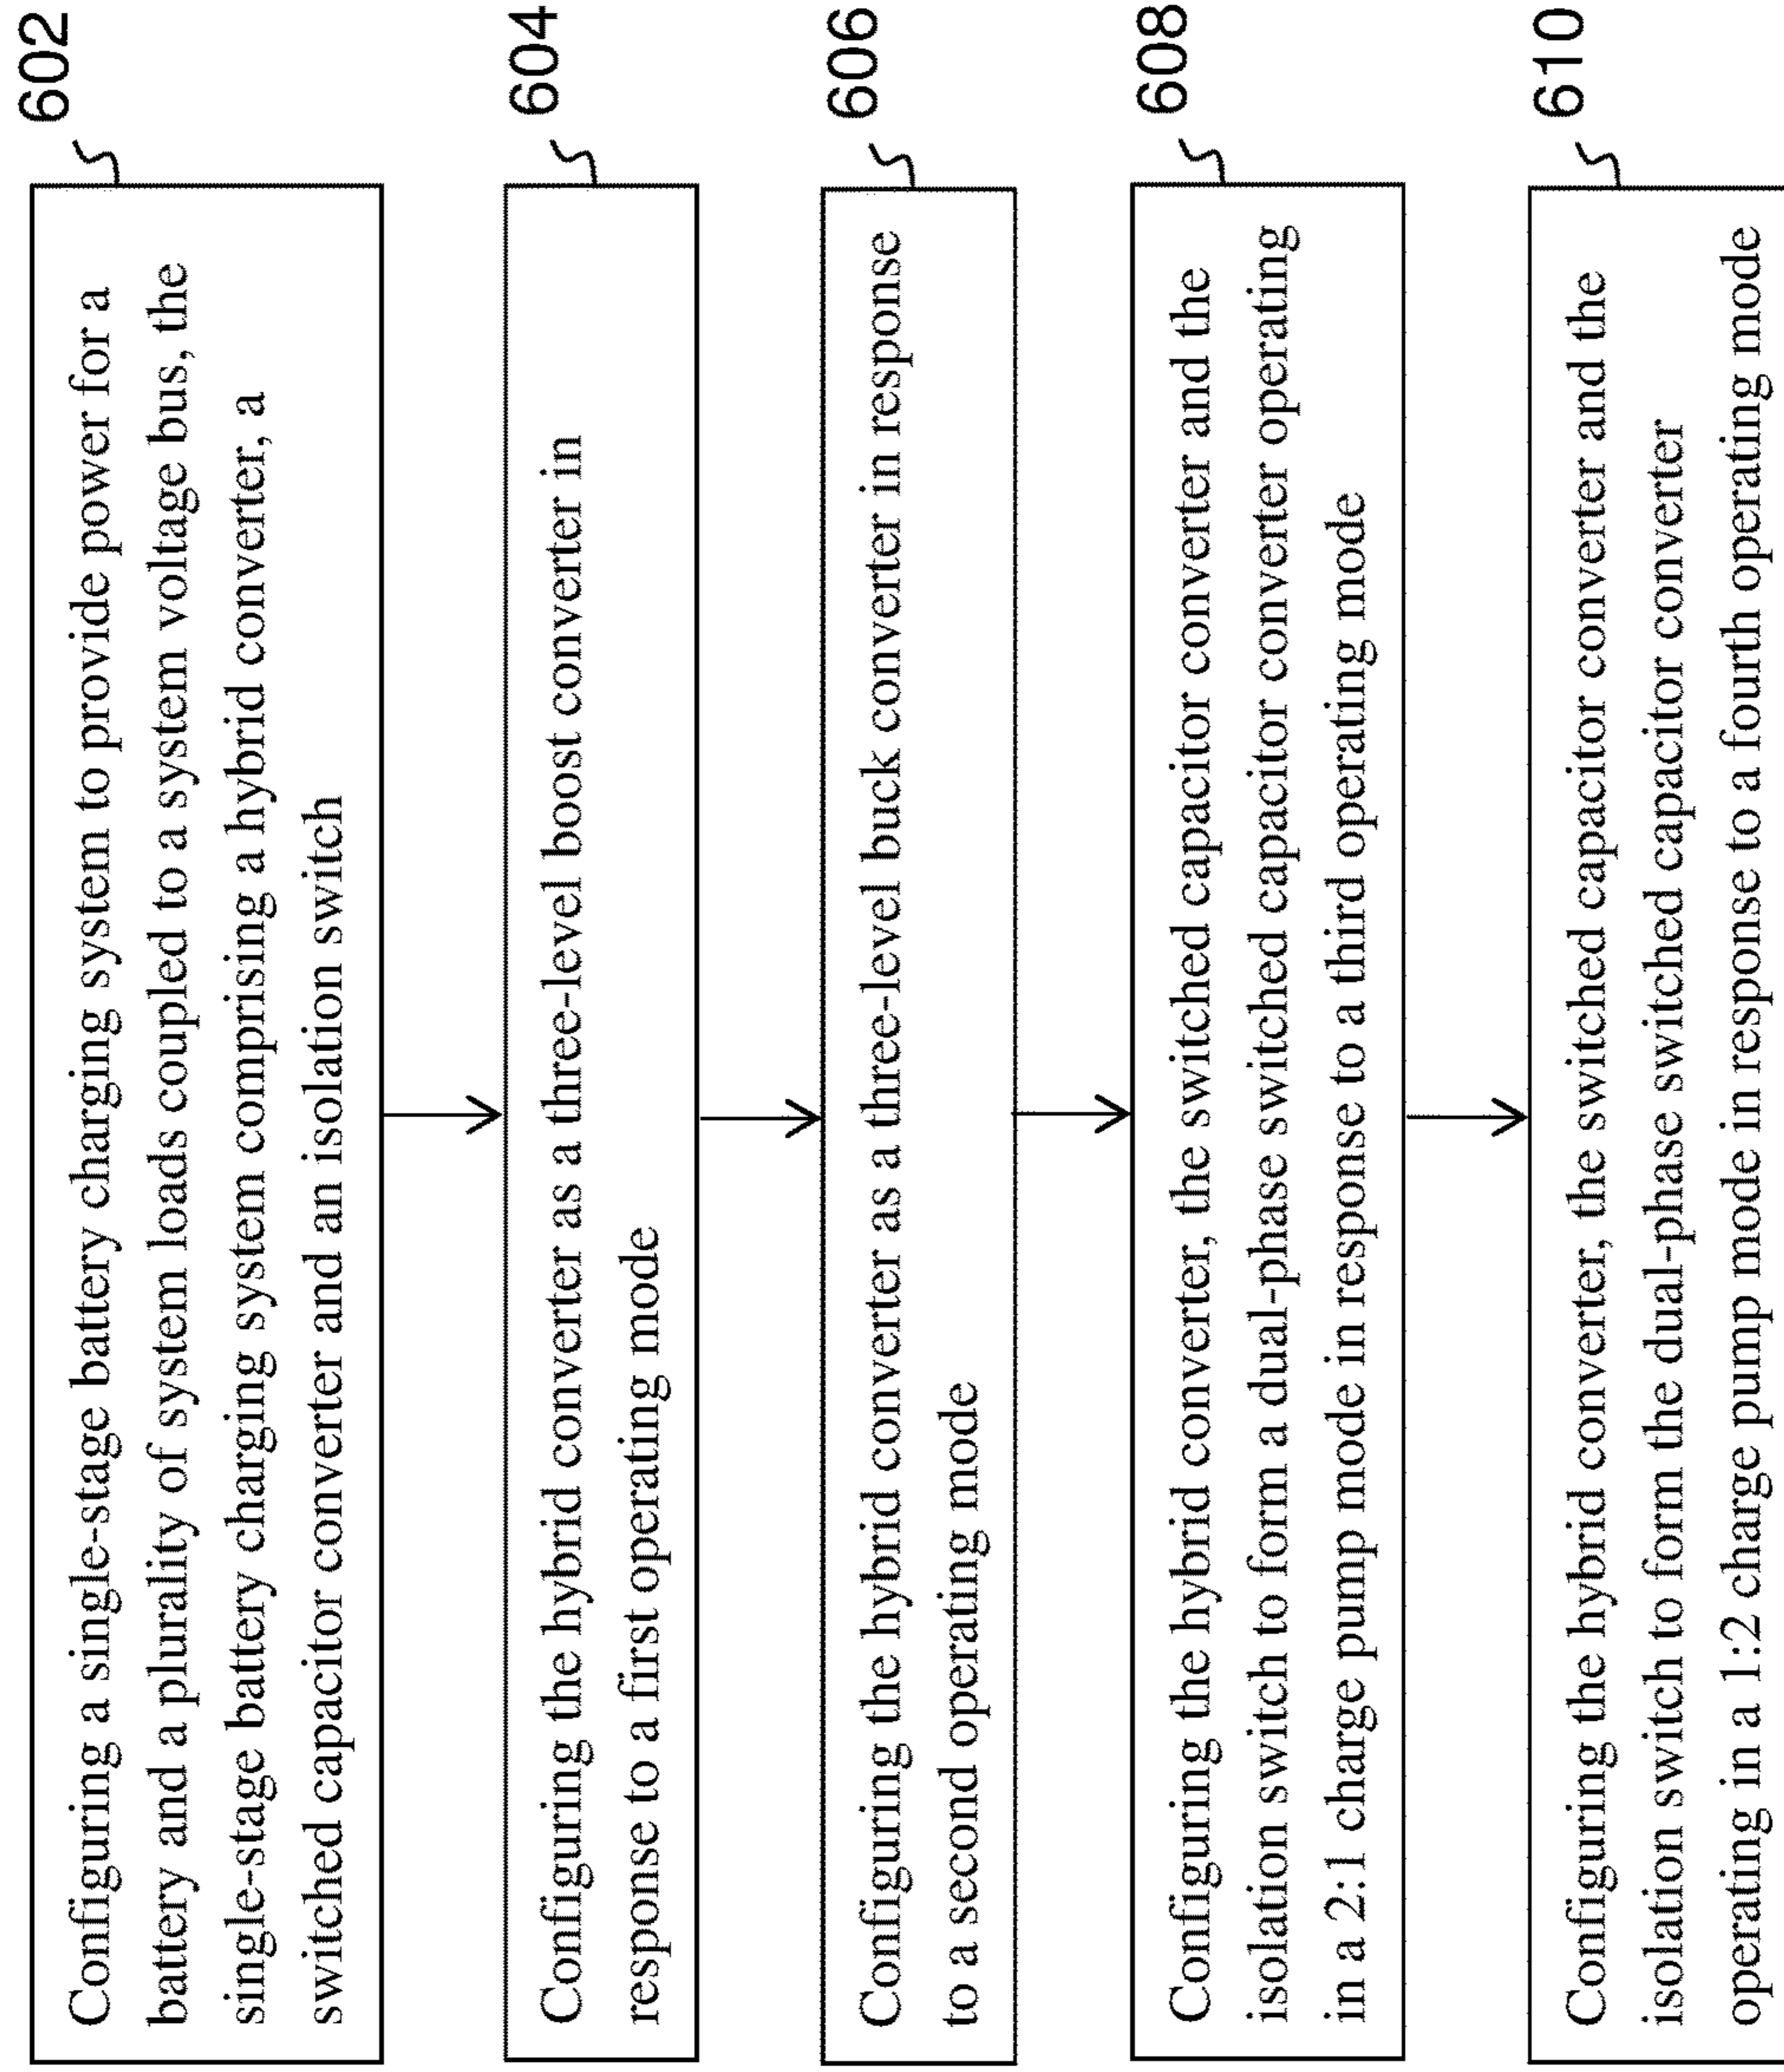 602
Configuring a single-stage battery charging system to provide power for a
battery and a plurality of system loads coupled to a system voltage bus, the
single-stage battery charging system comprising a hybrid converter, a
switched capacitor converter and an isolation switch
604
Configuring the hybrid converter as a three-level boost converter in
response to a first operating mode
606
Configuring the hybrid converter as a three-level buck converter in response
to a second operating mode
608
Configuring the hybrid converter, the switched capacitor converter and the
isolation switch to form a dual-phase switched capacitor converter operating
in a 2:1 charge pump mode in response to a third operating mode
610
Configuring the hybrid converter, the switched capacitor converter and the
isolation switch to form the dual-phase switched capacitor converter
operating in a 1:2 charge pump mode in response to a fourth operating mode